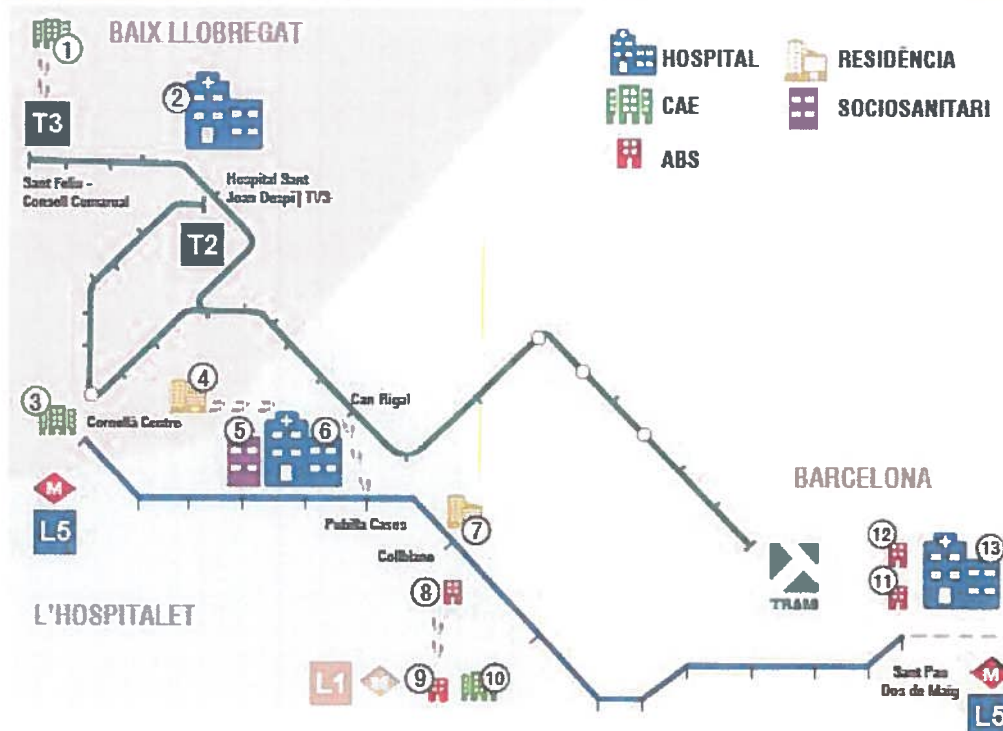 BAIX LLOBREGAT
1
2
T3
HOSPITAL
RESIDÈNCIA
CAE
SOCIOSANITARI
ABS
Sant Feliu -
Consell Comarcal
Hospital Sant
Joan Despí | TV3
T2
3
4
Cornellà Centre
Can Rigal
5
6
M
L5
Pubilla Cases
7
Collblanc
BARCELONA
12
13
11
TRAM
8
L'HOSPITALET
L1
9
10
Sant Pau
Dos de Maig
M
L5